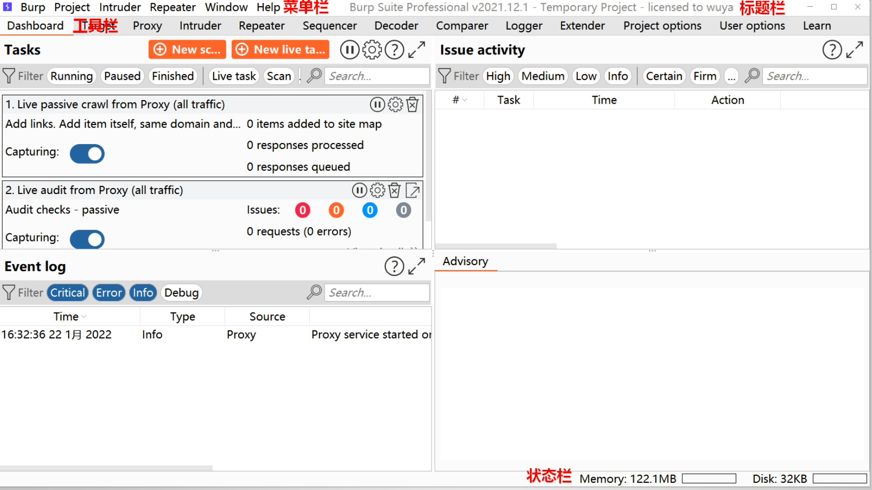 Burp Project Intruder Repeater Window Help 菜单栏 Burp Suite Professional v2021.12.1 - Temporary Project - licensed to wuya 标题栏
Dashboard 工具栏 Proxy Intruder Repeater Sequencer Decoder Comparer Logger Extender Project options User options Learn
Tasks New sc... New live ta...
Filter Running Paused Finished Live task Scan Search...
1. Live passive crawl from Proxy (all traffic)
Add links. Add item itself, same domain and... 0 items added to site map
Capturing: 0 responses processed
0 responses queued
2. Live audit from Proxy (all traffic)
Audit checks - passive Issues: 0 0 0 0
Capturing: 0 requests (0 errors)
Issue activity
Filter High Medium Low Info Certain Firm ... Search...
# Task Time Action
Event log
Filter Critical Error Info Debug Search...
Time Type Source
16:32:36 22 1月 2022 Info Proxy Proxy service started on
Advisory
状态栏 Memory: 122.1MB Disk: 32KB